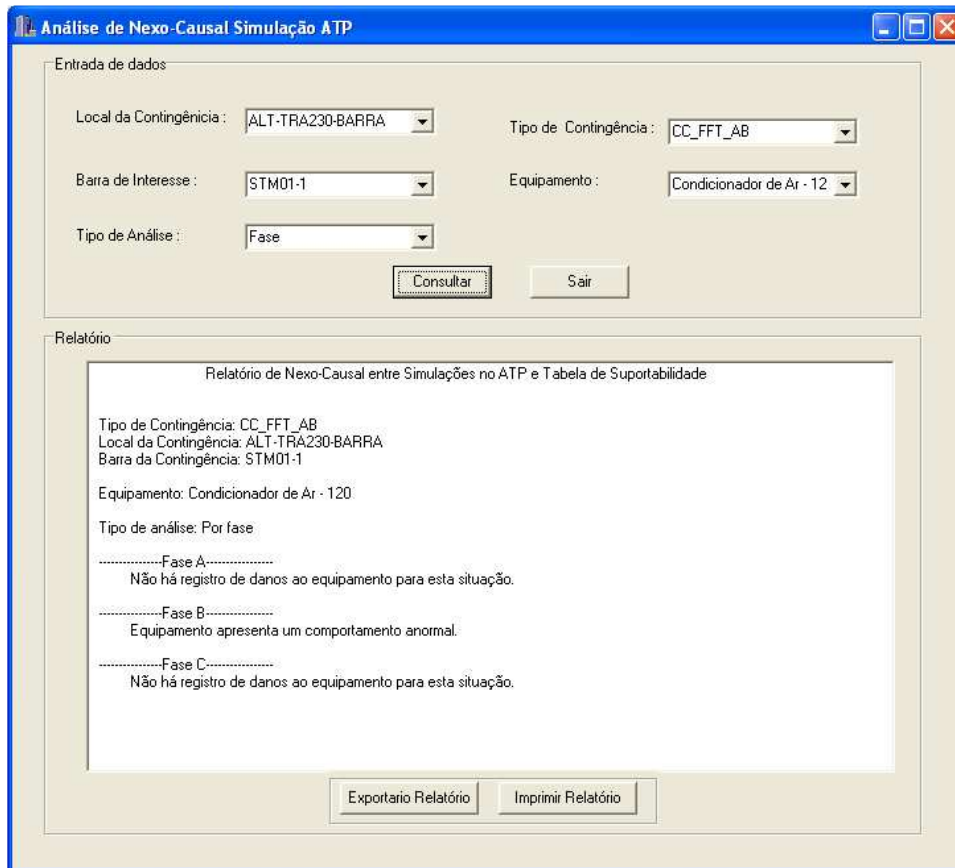 Análise de Nexo-Causal Simulação ATP
Entrada de dados
Local da Contingênicia :
ALT-TRA230-BARRA
Tipo de Contingência :
CC_FFT_AB
Barra de Interesse :
STM01-1
Equipamento :
Condicionador de Ar - 12
Tipo de Análise :
Fase
Consultar
Sair
Relatório
Relatório de Nexo-Causal entre Simulações no ATP e Tabela de Suportabilidade
Tipo de Contingência: CC_FFT_AB
Local da Contingência: ALT-TRA230-BARRA
Barra da Contingência: STM01-1
Equipamento: Condicionador de Ar - 120
Tipo de análise: Por fase
---------------Fase A----------------
Não há registro de danos ao equipamento para esta situação.
---------------Fase B----------------
Equipamento apresenta um comportamento anormal.
---------------Fase C----------------
Não há registro de danos ao equipamento para esta situação.
Exportario Relatório
Imprimir Relatório